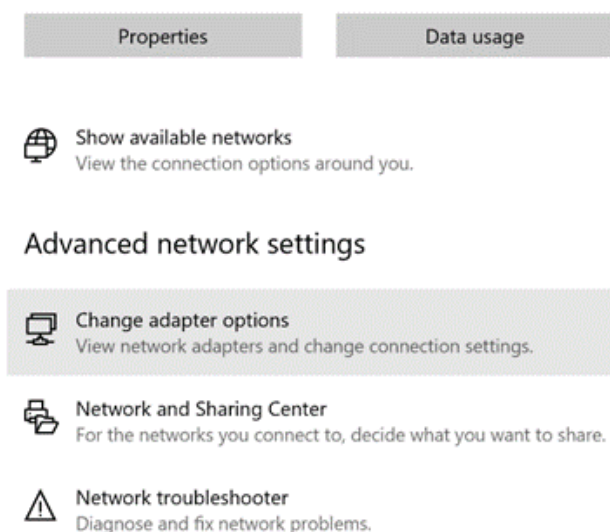 Properties
Data usage
Show available networks
View the connection options around you.
Advanced network settings
Change adapter options
View network adapters and change connection settings.
Network and Sharing Center
For the networks you connect to, decide what you want to share.
Network troubleshooter
Diagnose and fix network problems.